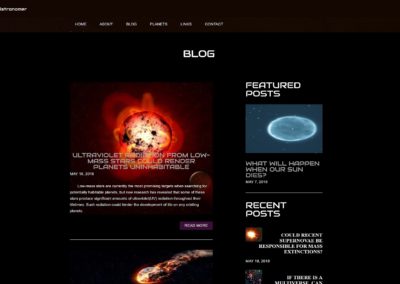 Astronomer
HOME ABOUT BLOG PLANETS LINKS CONTACT
BLOG
ULTRAVIOLET RADIATION FROM LOW-
MASS STARS COULD RENDER
PLANETS UNINHABITABLE
MAY 18, 2018
Low-mass stars are currently the most promising targets when searching for
potentially habitable planets, but new research has revealed that some of these
stars produce significant amounts of ultraviolet(UV) radiation throughout their
lifetimes. Such radiation could hinder the development of life on any orbiting
planets.
READ MORE
FEATURED
POSTS
WHAT WILL HAPPEN
WHEN OUR SUN
DIES?
MAY 7, 2018
RECENT
POSTS
COULD RECENT
SUPERNOVAE BE
RESPONSIBLE FOR MASS
EXTINCTIONS?
MAY 18, 2018
IF THERE IS A
MULTIVERSE, CAN